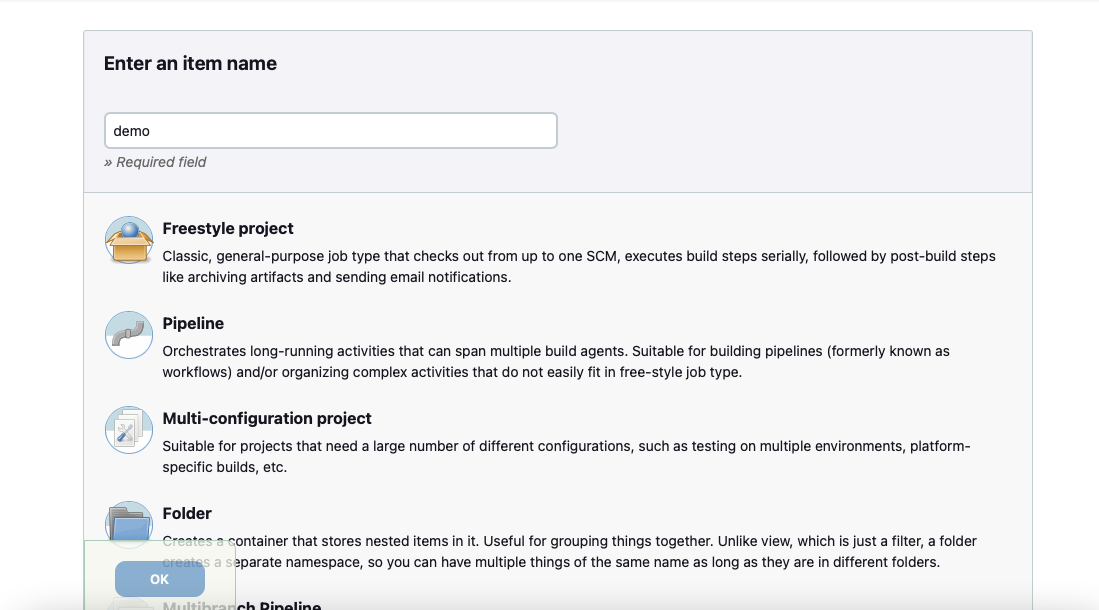 Enter an item name
demo
» Required field
Freestyle project
Classic, general-purpose job type that checks out from up to one SCM, executes build steps serially, followed by post-build steps
like archiving artifacts and sending email notifications.
Pipeline
Orchestrates long-running activities that can span multiple build agents. Suitable for building pipelines (formerly known as
workflows) and/or organizing complex activities that do not easily fit in free-style job type.
Multi-configuration project
Suitable for projects that need a large number of different configurations, such as testing on multiple environments, platform-
specific builds, etc.
Folder
Creates a container that stores nested items in it. Useful for grouping things together. Unlike view, which is just a filter, a folder
creates a separate namespace, so you can have multiple things of the same name as long as they are in different folders.
OK
Multibranch Pipeline